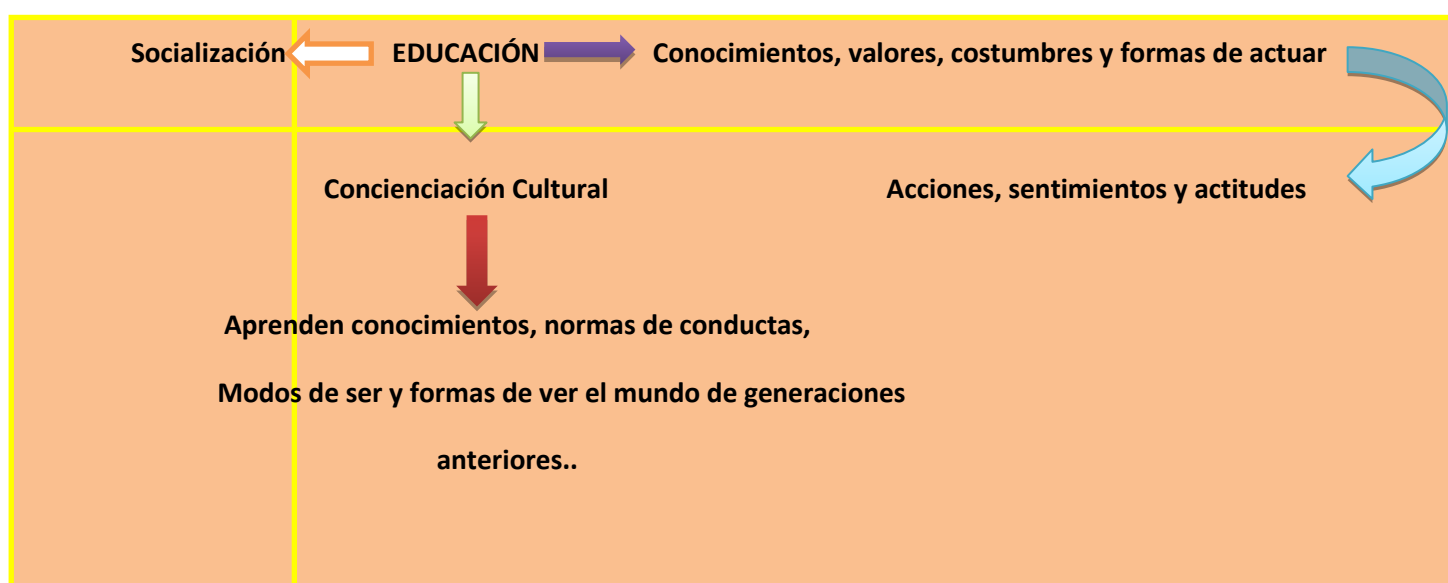 Socialización EDUCACIÓN Conocimientos, valores, costumbres y formas de actuar
Concienciación Cultural Acciones, sentimientos y actitudes
Aprenden conocimientos, normas de conductas,
Modos de ser y formas de ver el mundo de generaciones
anteriores..